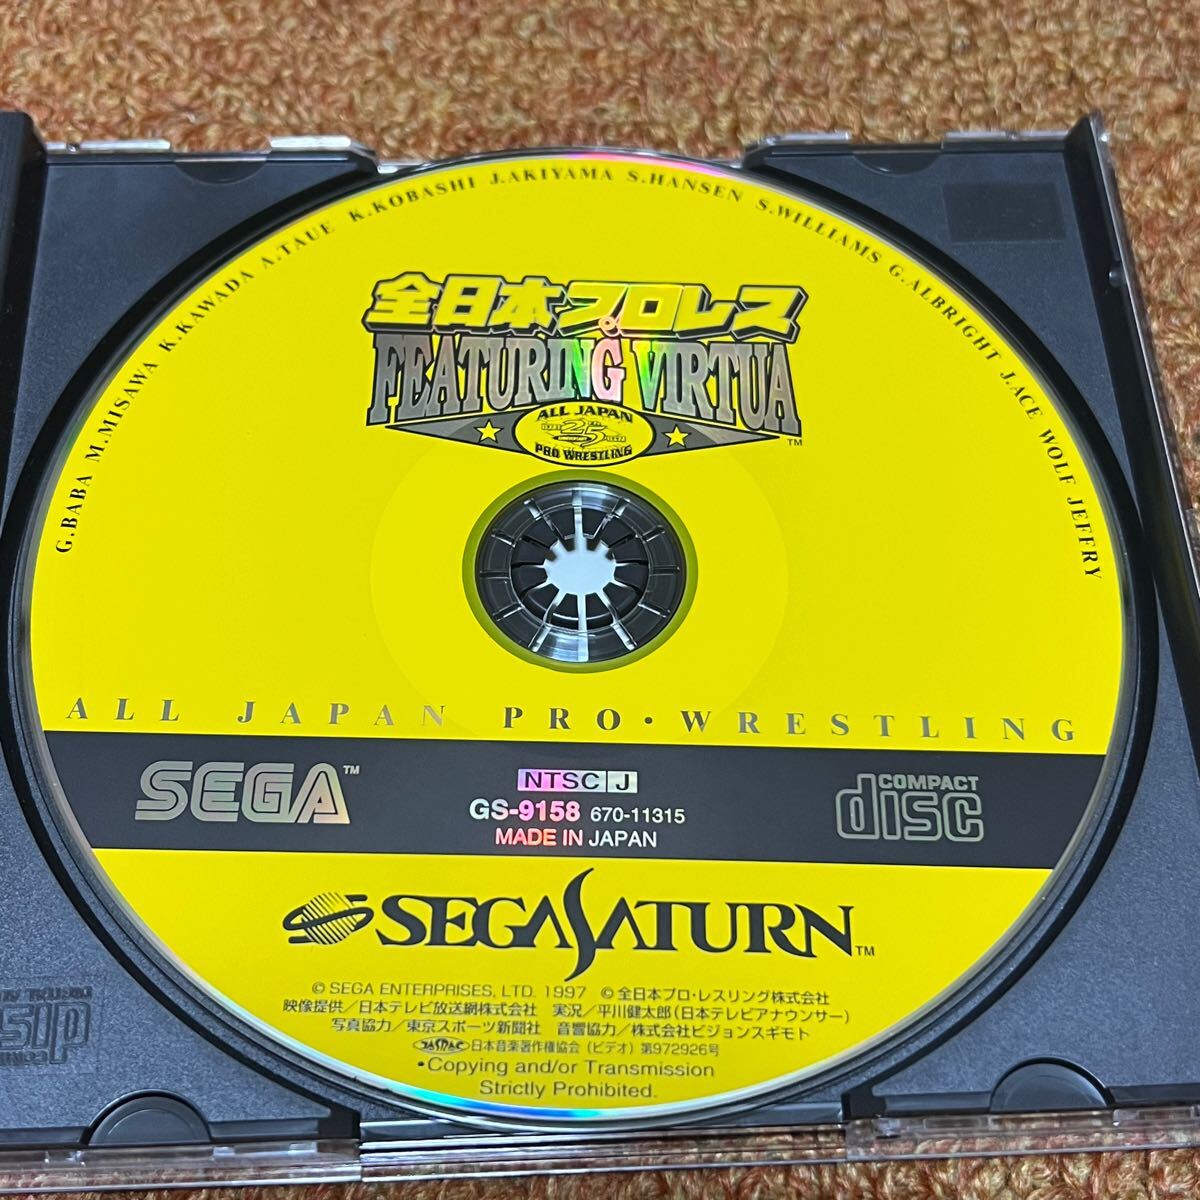 G.BABA M.MISAWA K.KAWADA A.TAUE K.KOBASHI J.AKIYAMA S.HANSEN S.WILLIAMS G.ALBRIGHT J.ACE WOLF JEFFRY
全日本プロレス
FEATURING VIRTUA
TM
ALL JAPAN
25
PRO WRESTLING
ALL JAPAN PRO・WRESTLING
SEGA™
NTSC J
GS-9158 670-11315
MADE IN JAPAN
COMPACT
disc
SEGA SATURN™
© SEGA ENTERPRISES, LTD. 1997 © 全日本プロ・レスリング株式会社
映像提供/日本テレビ放送網株式会社 実況/平川健太郎(日本テレビアナウンサー)
写真協力/東京スポーツ新聞社 音響協力/株式会社ビジョンスギモト
JASRAC 日本音楽著作権協会(ビデオ)第972926号
・Copying and/or Transmission
Strictly Prohibited.